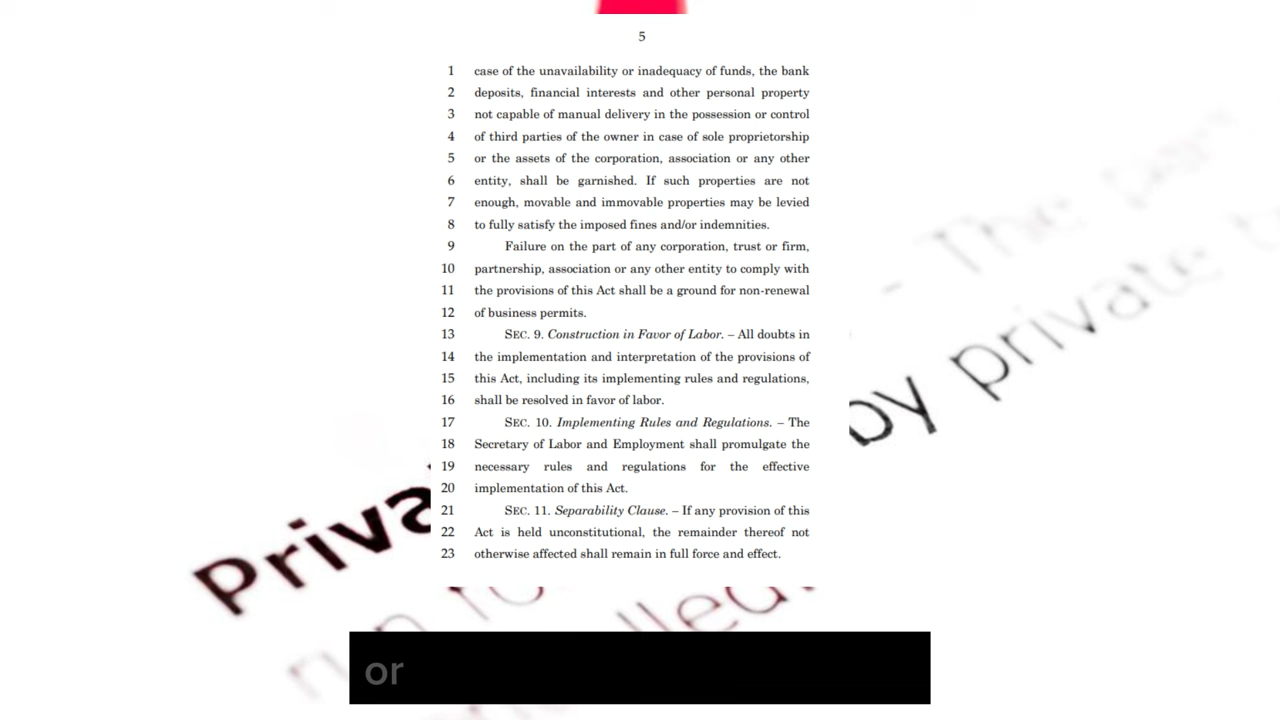 5
1 case of the unavailability or inadequacy of funds, the bank
2 deposits, financial interests and other personal property
3 not capable of manual delivery in the possession or control
4 of third parties of the owner in case of sole proprietorship
5 or the assets of the corporation, association or any other
6 entity, shall be garnished. If such properties are not
7 enough, movable and immovable properties may be levied
8 to fully satisfy the imposed fines and/or indemnities.
9 Failure on the part of any corporation, trust or firm,
10 partnership, association or any other entity to comply with
11 the provisions of this Act shall be a ground for non-renewal
12 of business permits.
13 SEC. 9. Construction in Favor of Labor. – All doubts in
14 the implementation and interpretation of the provisions of
15 this Act, including its implementing rules and regulations,
16 shall be resolved in favor of labor.
17 SEC. 10. Implementing Rules and Regulations. – The
18 Secretary of Labor and Employment shall promulgate the
19 necessary rules and regulations for the effective
20 implementation of this Act.
21 SEC. 11. Separability Clause. – If any provision of this
22 Act is held unconstitutional, the remainder thereof not
23 otherwise affected shall remain in full force and effect.
- The
by private
Priva
or